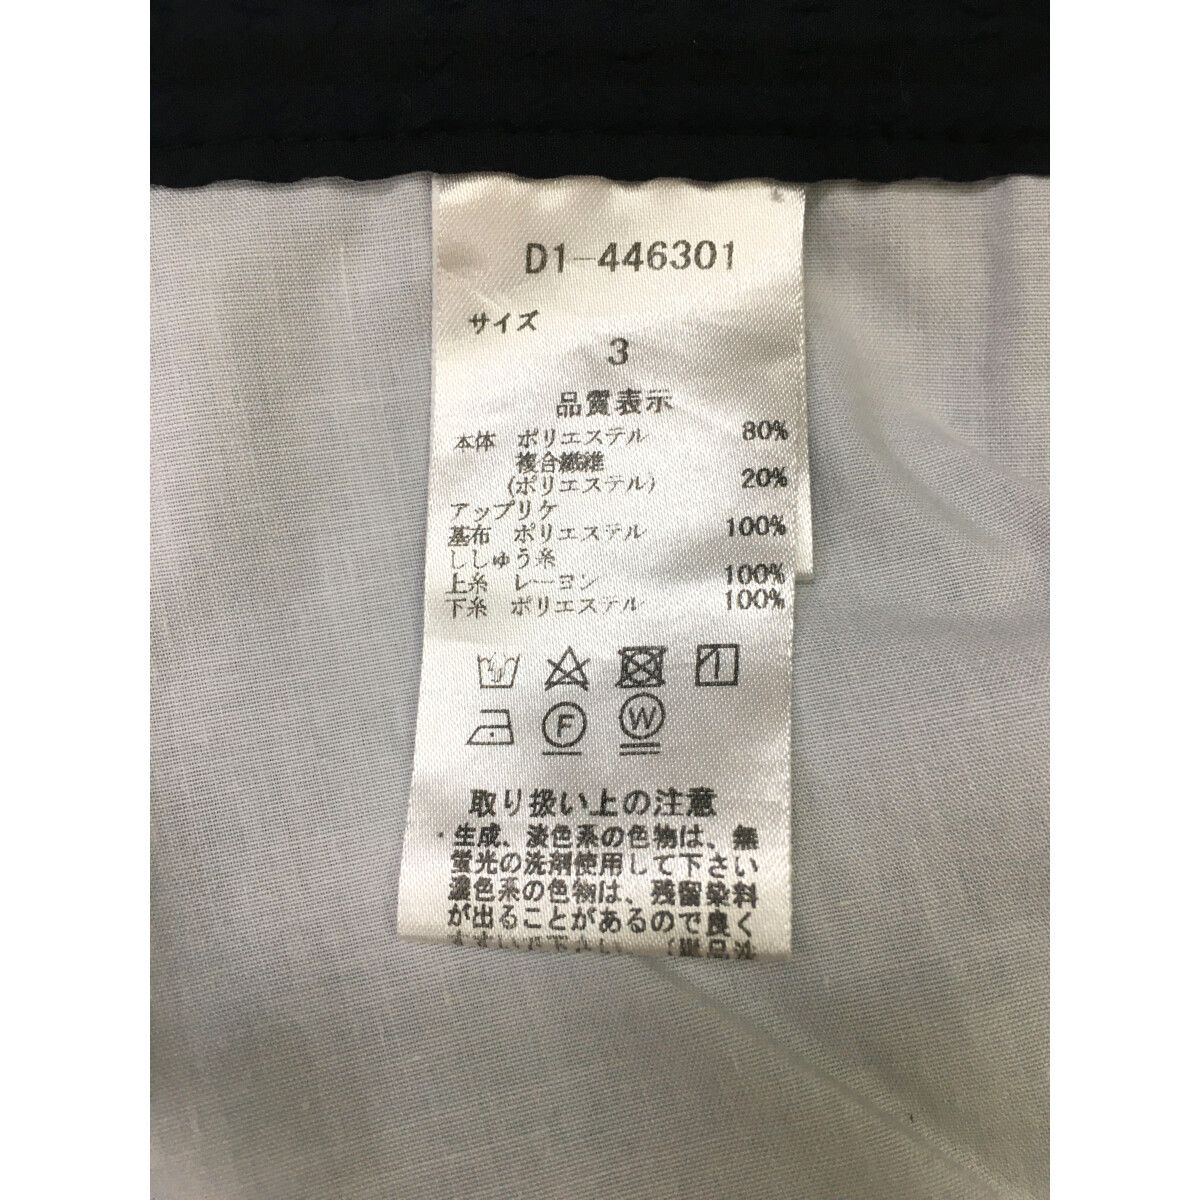 D1-446301
サイズ
3
品質表示
本体 ポリエステル 80%
複合繊維
(ポリエステル) 20%
アップリケ
基布 ポリエステル 100%
ししゅう糸
上糸 レーヨン 100%
下糸 ポリエステル 100%
F W
取り扱い上の注意
・生成、淡色系の色物は、無
蛍光の洗剤使用して下さい
濃色系の色物は、残留染料
が出ることがあるので良く